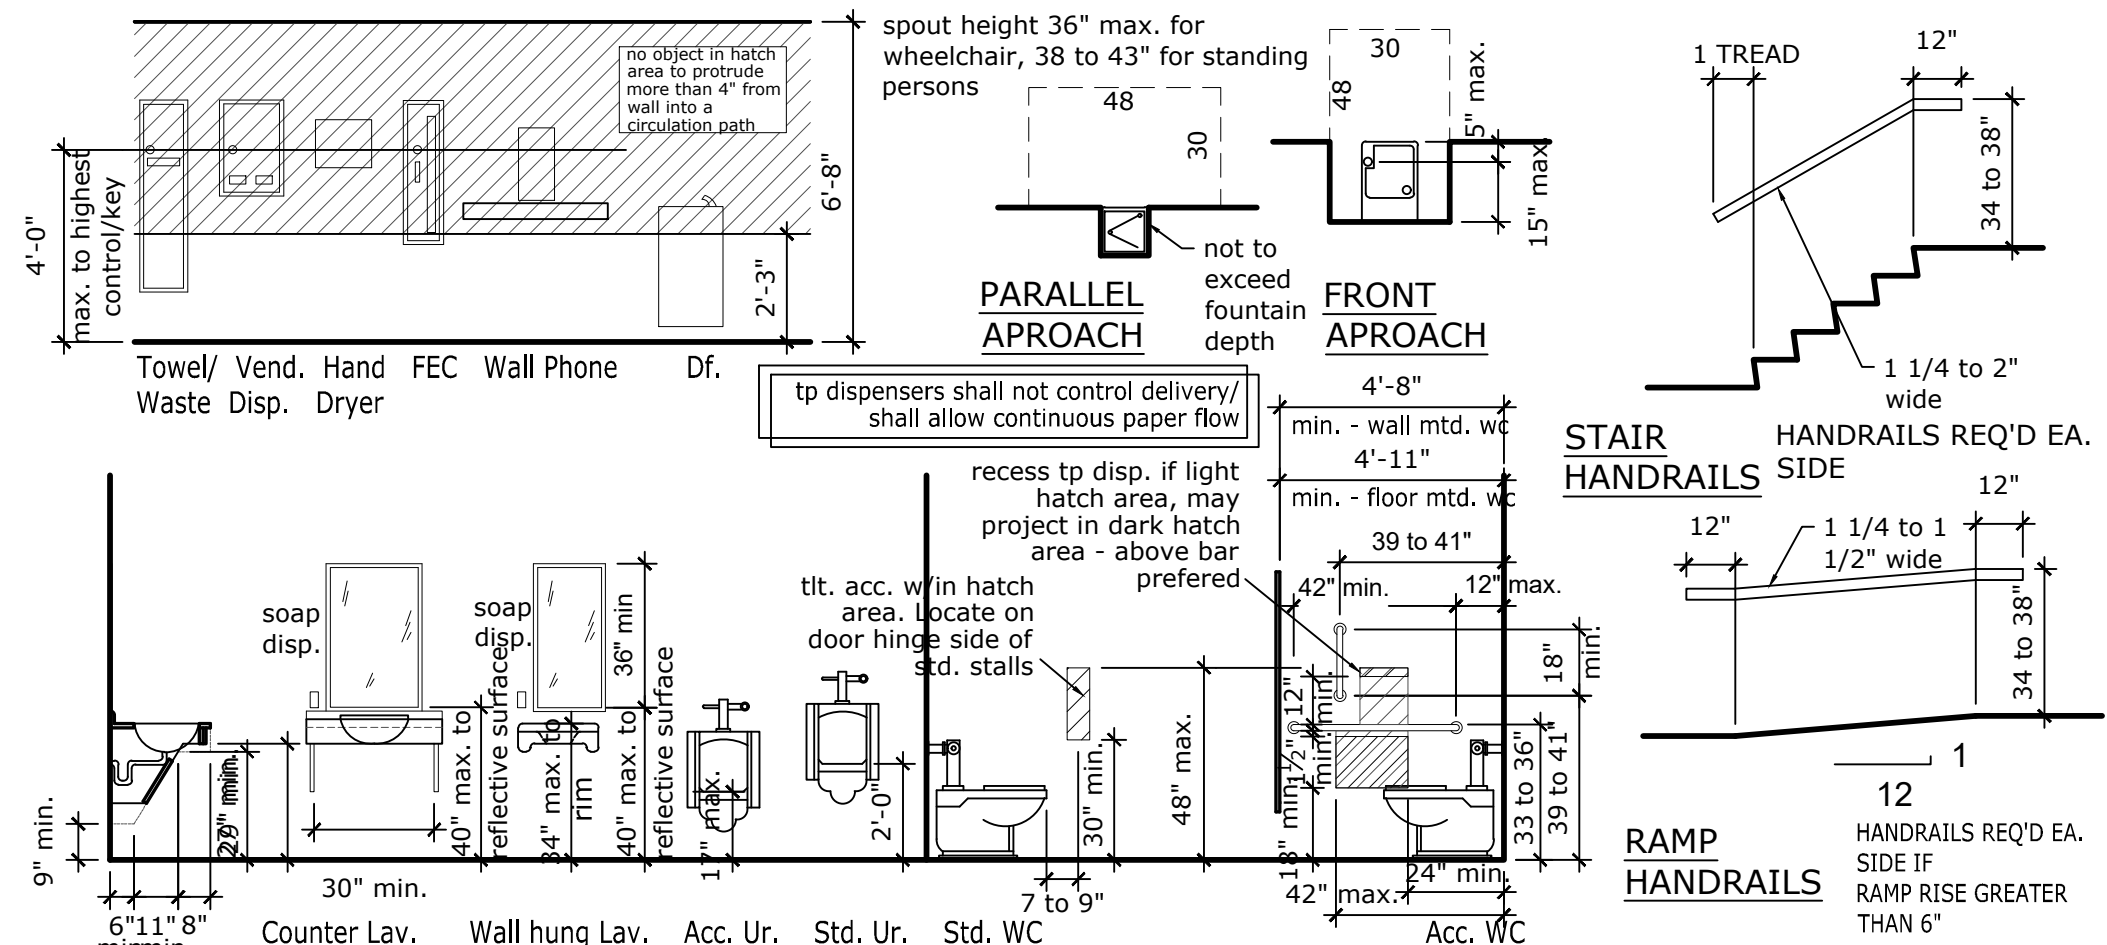 no object in hatch
area to protrude
more than 4" from
wall into a
circulation path
4'-0"
max. to highest
control/key
6'-8"
2'-3"
Towel/
Waste
Vend.
Disp.
Hand
Dryer
FEC
Wall Phone
Df.
spout height 36" max. for
wheelchair, 38 to 43" for standing
persons
48
30
not to
exceed
fountain
depth
PARALLEL
APROACH
30
48
5" max.
15" max.
FRONT
APROACH
1 TREAD
12"
34 to 38"
1 1/4 to 2"
wide
STAIR
HANDRAILS
HANDRAILS REQ'D EA.
SIDE
tp dispensers shall not control delivery/
shall allow continuous paper flow
4'-8"
min. - wall mtd. wc
4'-11"
min. - floor mtd. wc
39 to 41"
42" min.
12" max.
recess tp disp. if light
hatch area, may
project in dark hatch
area - above bar
prefered
tlt. acc. w/in hatch
area. Locate on
door hinge side of
std. stalls
soap
disp.
soap
disp.
36" min
40" max. to
reflective surface
34" max. to
rim
40" max. to
reflective surface
17" max.
2'-0"
9" min.
27" min.
29" min.
6"
min
11"
min
8"
30" min.
Counter Lav.
Wall hung Lav.
Acc. Ur.
Std. Ur.
Std. WC
7 to 9"
30" min.
48" max.
12"
min.
1½"
min.
18" min.
18"
min.
33 to 36"
39 to 41"
24" min.
42" max.
Acc. WC
12"
1 1/4 to 1
1/2" wide
12"
34 to 38"
1
12
RAMP
HANDRAILS
HANDRAILS REQ'D EA.
SIDE IF
RAMP RISE GREATER
THAN 6"